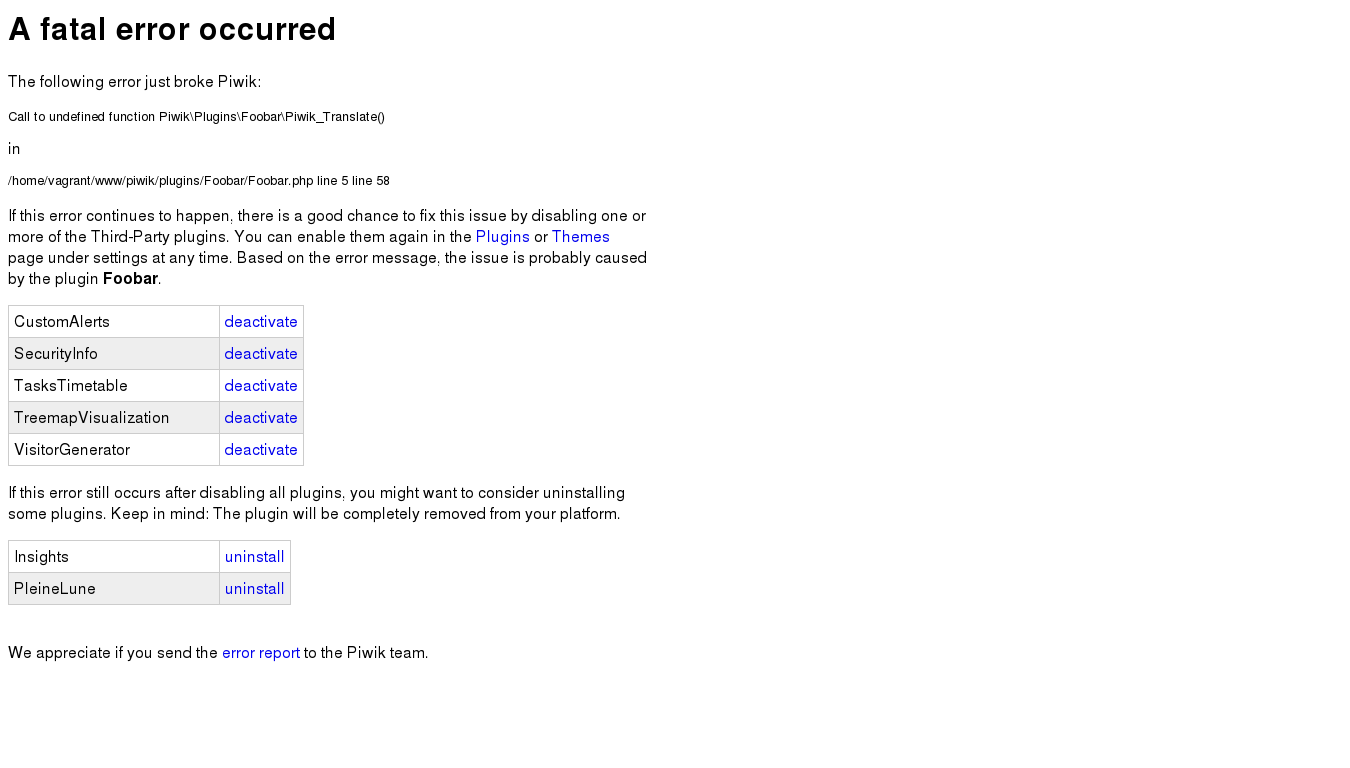 A fatal error occurred
The following error just broke Piwik:
Call to undefined function Piwik\Plugins\Foobar\Piwik_Translate()
in
/home/vagrant/www/piwik/plugins/Foobar/Foobar.php line 5 line 58
If this error continues to happen, there is a good chance to fix this issue by disabling one or
more of the Third-Party plugins. You can enable them again in the Plugins or Themes
page under settings at any time. Based on the error message, the issue is probably caused
by the plugin Foobar.
CustomAlerts deactivate
SecurityInfo deactivate
TasksTimetable deactivate
TreemapVisualization deactivate
VisitorGenerator deactivate
If this error still occurs after disabling all plugins, you might want to consider uninstalling
some plugins. Keep in mind: The plugin will be completely removed from your platform.
Insights uninstall
PleineLune uninstall
We appreciate if you send the error report to the Piwik team.